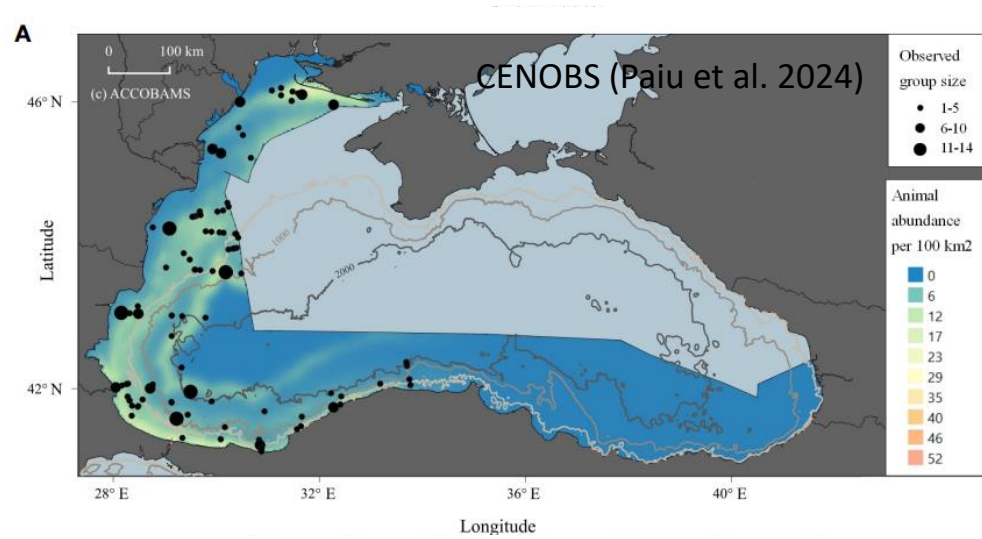 A
0 100 km
(c) ACCOBAMS
CENOBS (Paiu et al. 2024)
Observed
group size
1-5
6-10
11-14
Animal
abundance
per 100 km2
0
6
12
17
23
29
35
40
46
52
46° N
42° N
Latitude
1000
2000
28° E
32° E
36° E
40° E
Longitude